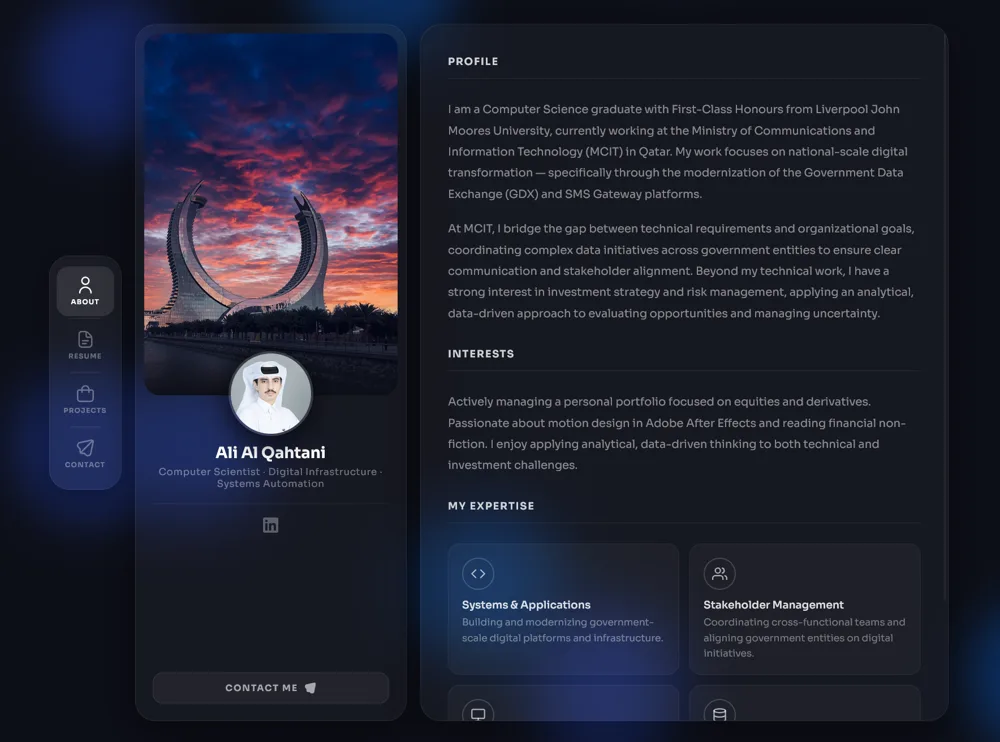 ABOUT
RESUME
PROJECTS
CONTACT
Ali Al Qahtani
Computer Scientist · Digital Infrastructure ·
Systems Automation
in
CONTACT ME
PROFILE
I am a Computer Science graduate with First-Class Honours from Liverpool John
Moores University, currently working at the Ministry of Communications and
Information Technology (MCIT) in Qatar. My work focuses on national-scale digital
transformation — specifically through the modernization of the Government Data
Exchange (GDX) and SMS Gateway platforms.
At MCIT, I bridge the gap between technical requirements and organizational goals,
coordinating complex data initiatives across government entities to ensure clear
communication and stakeholder alignment. Beyond my technical work, I have a
strong interest in investment strategy and risk management, applying an analytical,
data-driven approach to evaluating opportunities and managing uncertainty.
INTERESTS
Actively managing a personal portfolio focused on equities and derivatives.
Passionate about motion design in Adobe After Effects and reading financial non-
fiction. I enjoy applying analytical, data-driven thinking to both technical and
investment challenges.
MY EXPERTISE
Systems & Applications
Building and modernizing government-
scale digital platforms and infrastructure.
Stakeholder Management
Coordinating cross-functional teams and
aligning government entities on digital
initiatives.